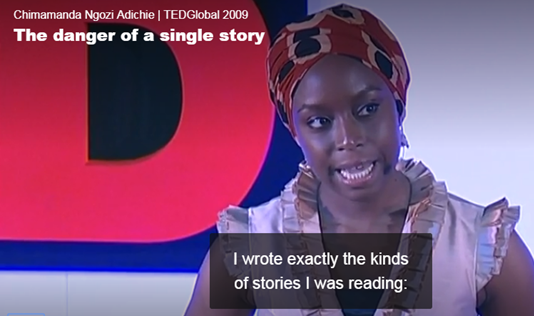 Chimamanda Ngozi Adichie | TEDGlobal 2009
The danger of a single story
I wrote exactly the kinds
of stories I was reading: